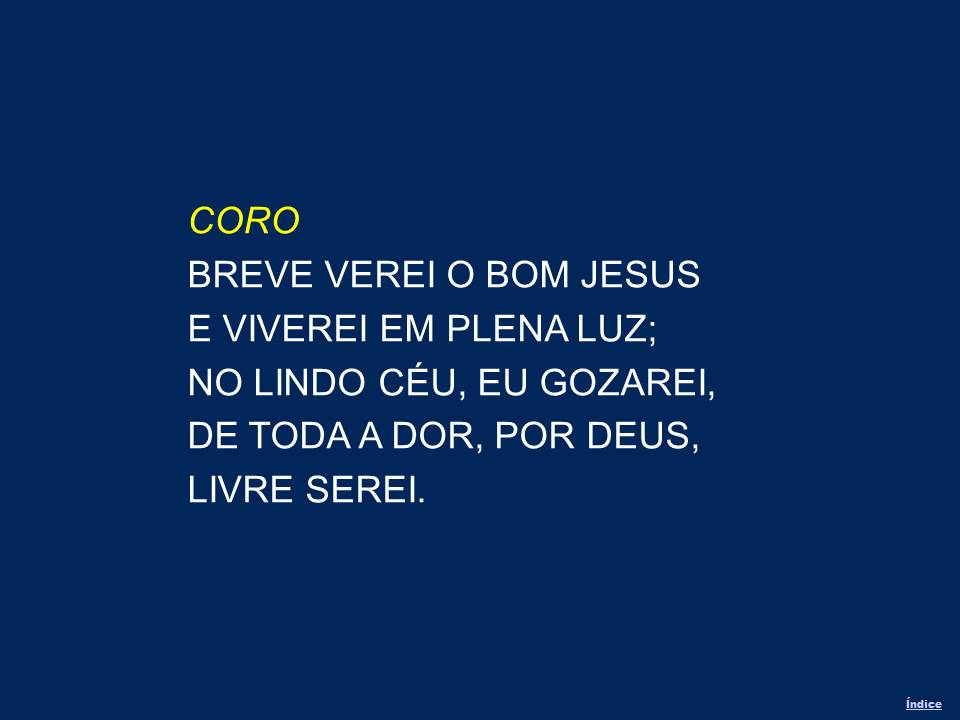 CORO
BREVE VEREI O BOM JESUS
E VIVEREI EM PLENA LUZ;
NO LINDO CÉU, EU GOZAREI,
DE TODA A DOR, POR DEUS,
LIVRE SEREI.
Índice